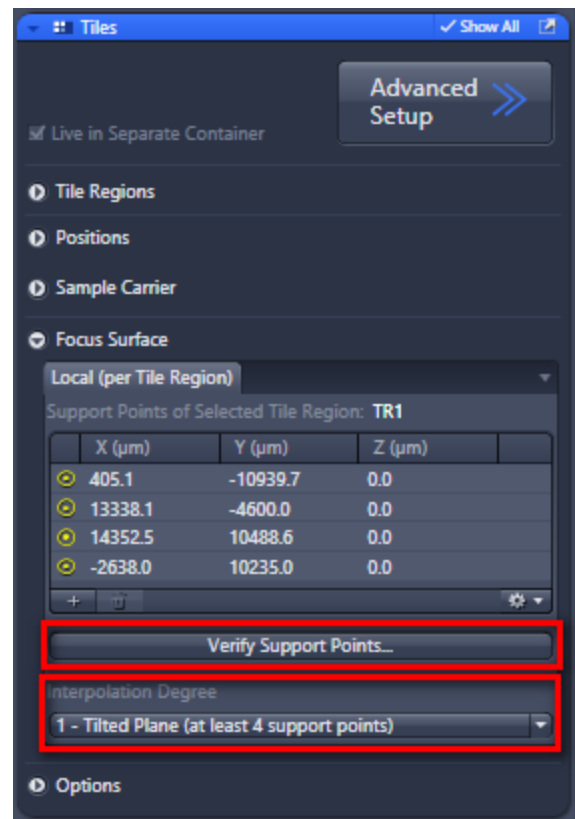 Tiles
Show All
Advanced
Setup
Live in Separate Container
Tile Regions
Positions
Sample Carrier
Focus Surface
Local (per Tile Region)
Support Points of Selected Tile Region: TR1
X (µm) Y (µm) Z (µm)
405.1 -10939.7 0.0
13338.1 -4600.0 0.0
14352.5 10488.6 0.0
-2638.0 10235.0 0.0
Verify Support Points...
Interpolation Degree
1 - Tilted Plane (at least 4 support points)
Options